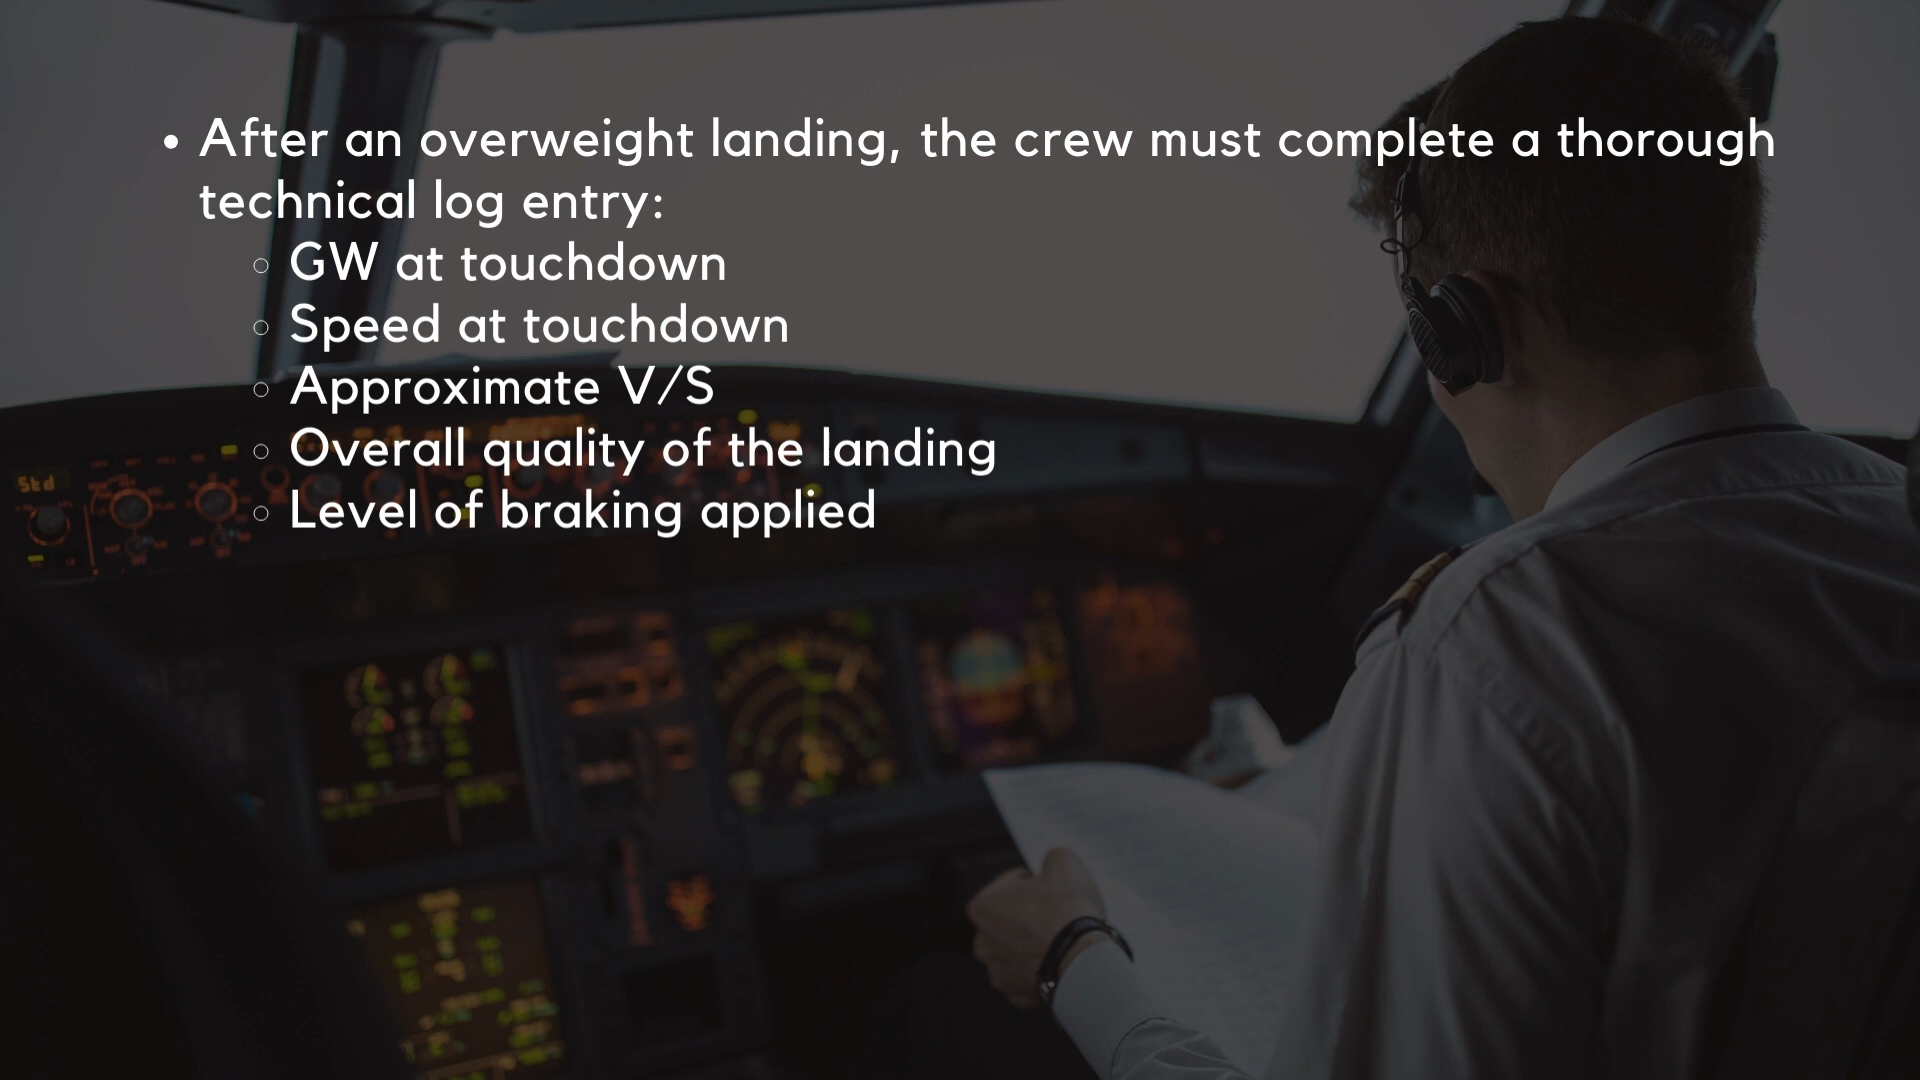 • After an overweight landing, the crew must complete a thorough
technical log entry:
○ GW at touchdown
○ Speed at touchdown
○ Approximate V/S
○ Overall quality of the landing
○ Level of braking applied
Std